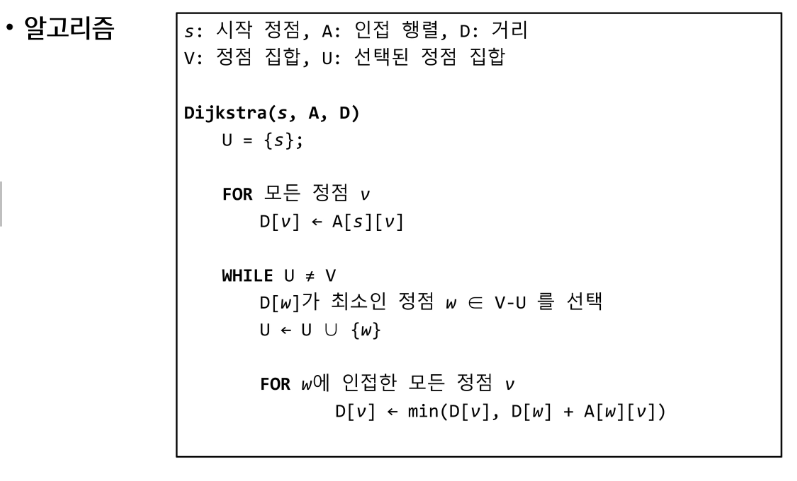 • 알고리즘
s: 시작 정점, A: 인접 행렬, D: 거리
V: 정점 집합, U: 선택된 정점 집합
Dijkstra(s, A, D)
U = {s};
FOR 모든 정점 v
D[v] ← A[s][v]
WHILE U ≠ V
D[w]가 최소인 정점 w ∈ V-U 를 선택
U ← U ∪ {w}
FOR w에 인접한 모든 정점 v
D[v] ← min(D[v], D[w] + A[w][v])